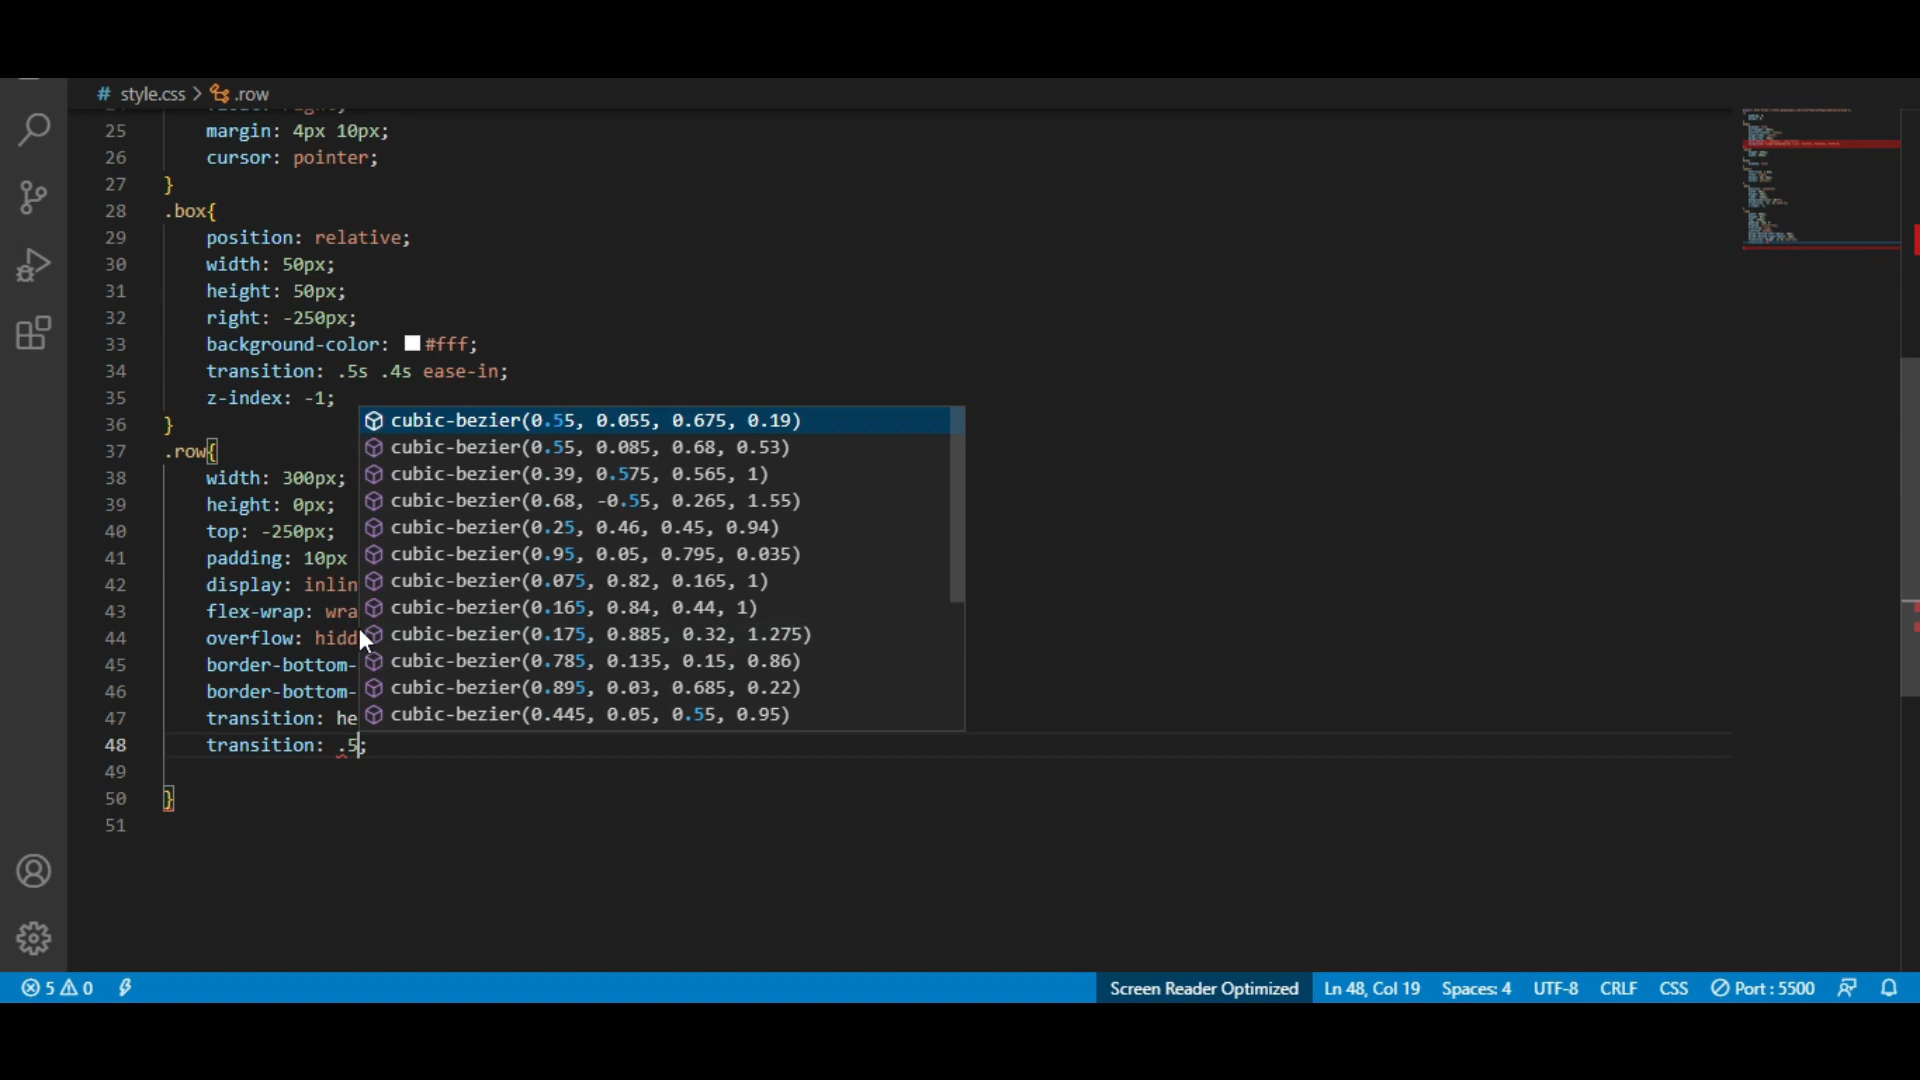 # style.css > .row
25 margin: 4px 10px;
26 cursor: pointer;
27 }
28 .box{
29 position: relative;
30 width: 50px;
31 height: 50px;
32 right: -250px;
33 background-color: #fff;
34 transition: .5s .4s ease-in;
35 z-index: -1;
36 }
37 .row{
38 width: 300px;
39 height: 0px;
40 top: -250px;
41 padding: 10px
42 display: inlin
43 flex-wrap: wra
44 overflow: hidd
45 border-bottom-
46 border-bottom-
47 transition: he
48 transition: .5;
49
50 }
51
cubic-bezier(0.55, 0.055, 0.675, 0.19)
cubic-bezier(0.55, 0.085, 0.68, 0.53)
cubic-bezier(0.39, 0.575, 0.565, 1)
cubic-bezier(0.68, -0.55, 0.265, 1.55)
cubic-bezier(0.25, 0.46, 0.45, 0.94)
cubic-bezier(0.95, 0.05, 0.795, 0.035)
cubic-bezier(0.075, 0.82, 0.165, 1)
cubic-bezier(0.165, 0.84, 0.44, 1)
cubic-bezier(0.175, 0.885, 0.32, 1.275)
cubic-bezier(0.785, 0.135, 0.15, 0.86)
cubic-bezier(0.895, 0.03, 0.685, 0.22)
cubic-bezier(0.445, 0.05, 0.55, 0.95)
5 0 Screen Reader Optimized Ln 48, Col 19 Spaces: 4 UTF-8 CRLF CSS Port : 5500